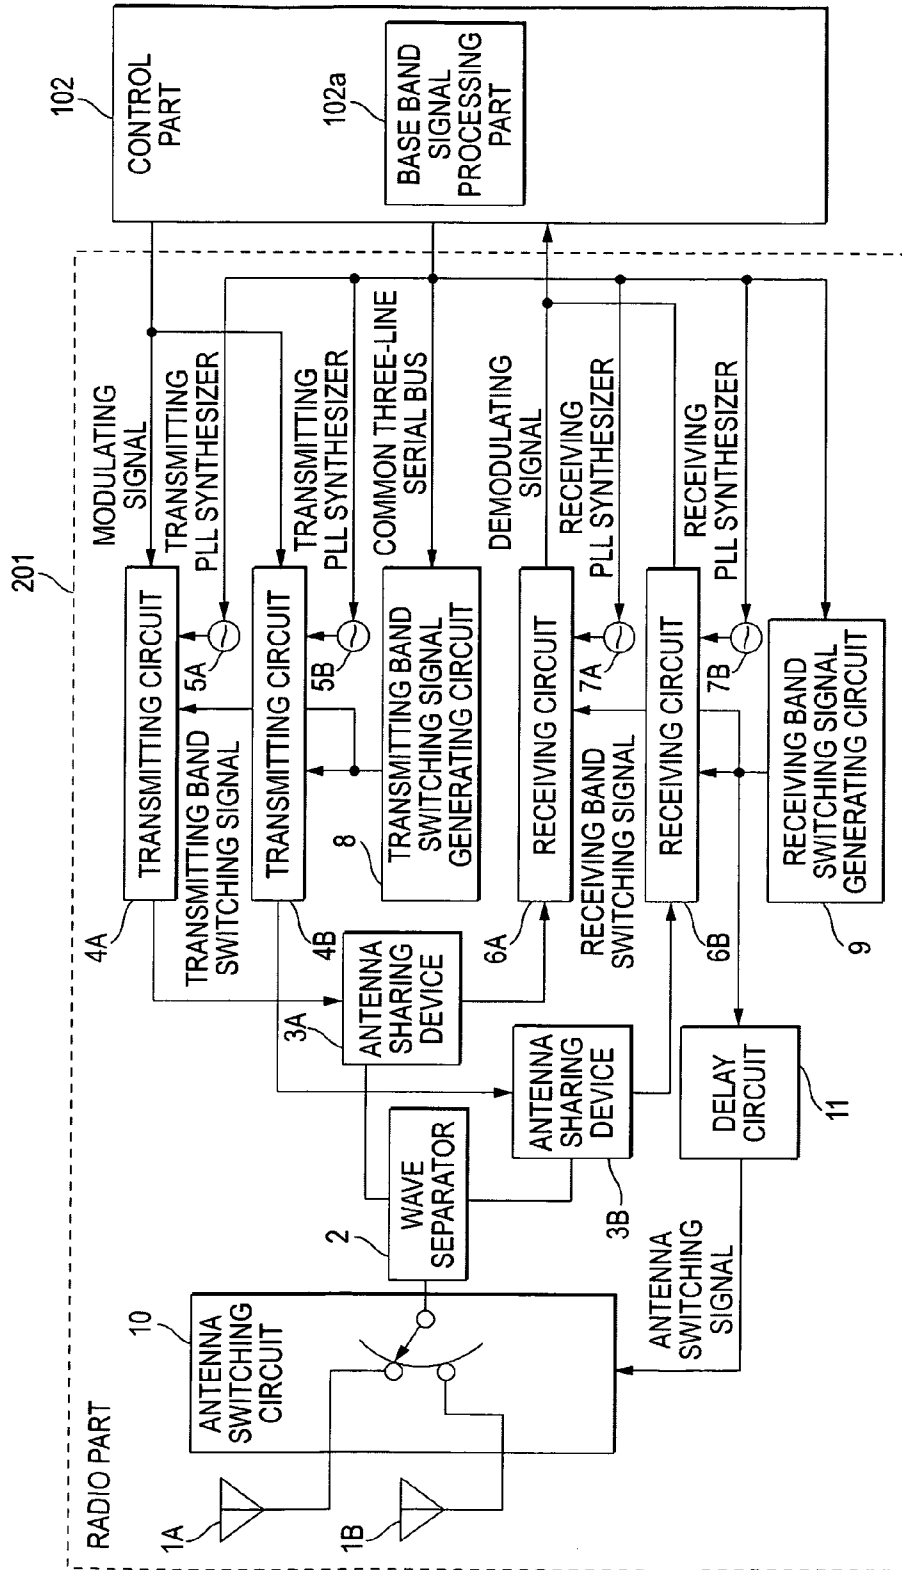 201
RADIO PART
1A
1B
10
ANTENNA
SWITCHING
CIRCUIT
2
WAVE
SEPARATOR
3A
ANTENNA
SHARING
DEVICE
3B
ANTENNA
SHARING
DEVICE
ANTENNA
SWITCHING
SIGNAL
DELAY
CIRCUIT
11
4A
TRANSMITTING CIRCUIT
TRANSMITTING BAND
SWITCHING SIGNAL
4B
TRANSMITTING CIRCUIT
8
TRANSMITTING BAND
SWITCHING SIGNAL
GENERATING CIRCUIT
6A
RECEIVING CIRCUIT
RECEIVING BAND
SWITCHING SIGNAL
6B
RECEIVING CIRCUIT
9
RECEIVING BAND
SWITCHING SIGNAL
GENERATING CIRCUIT
5A
5B
7A
7B
MODULATING
SIGNAL
TRANSMITTING
PLL SYNTHESIZER
TRANSMITTING
PLL SYNTHESIZER
COMMON THREE-LINE
SERIAL BUS
DEMODULATING
SIGNAL
RECEIVING
PLL SYNTHESIZER
RECEIVING
PLL SYNTHESIZER
102
CONTROL
PART
102a
BASE BAND
SIGNAL
PROCESSING
PART